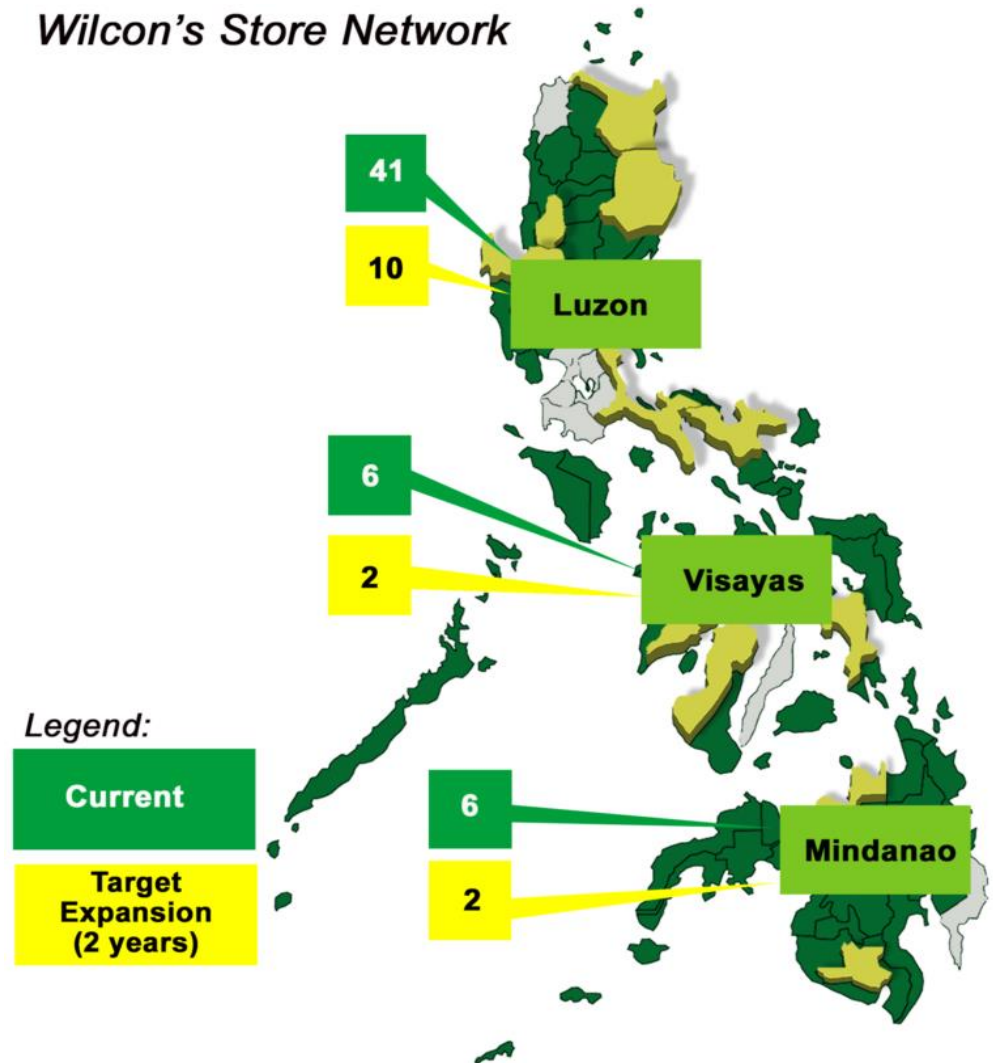 Wilcon's Store Network
41
10
Luzon
6
2
Visayas
Legend:
Current
Target
Expansion
(2 years)
6
2
Mindanao